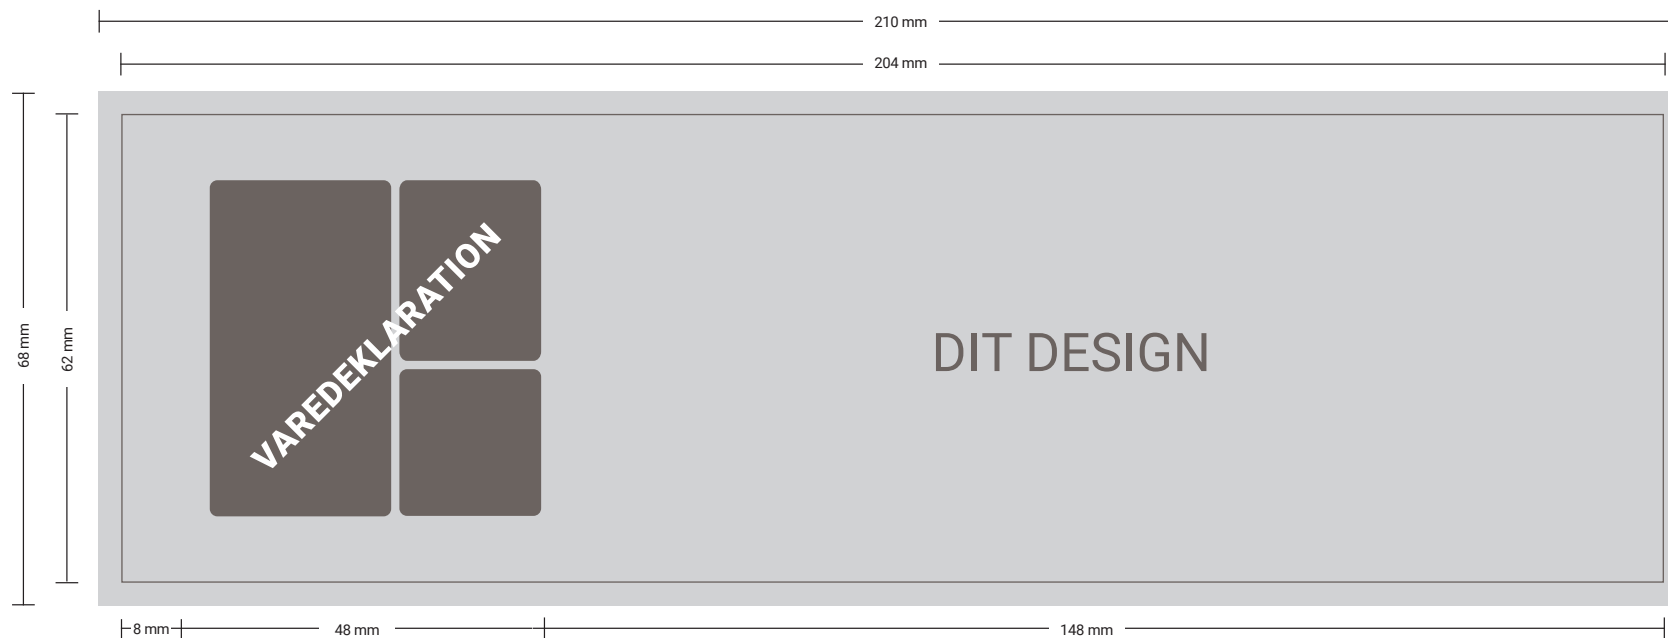 210 mm
204 mm
68 mm
62 mm
VAREDEKLARATION
DIT DESIGN
8 mm
48 mm
148 mm